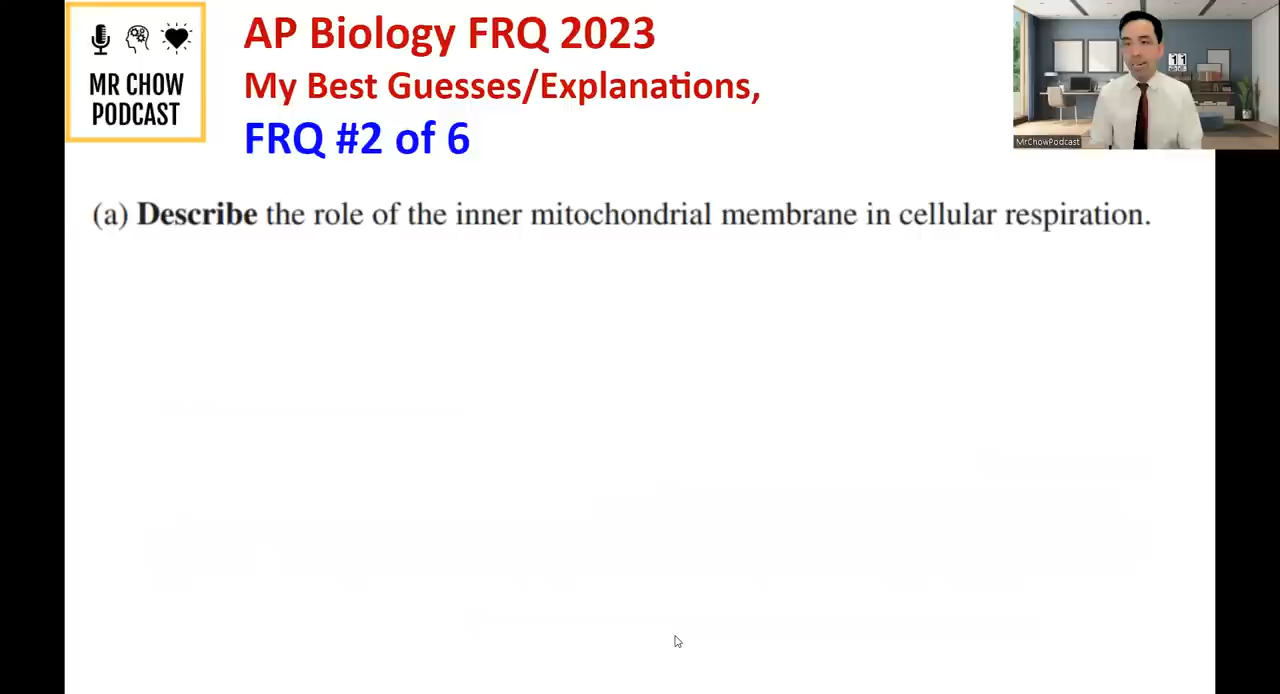 MR CHOW
PODCAST
AP Biology FRQ 2023
My Best Guesses/Explanations,
FRQ #2 of 6
11
MrChowPodcast
(a) Describe the role of the inner mitochondrial membrane in cellular respiration.